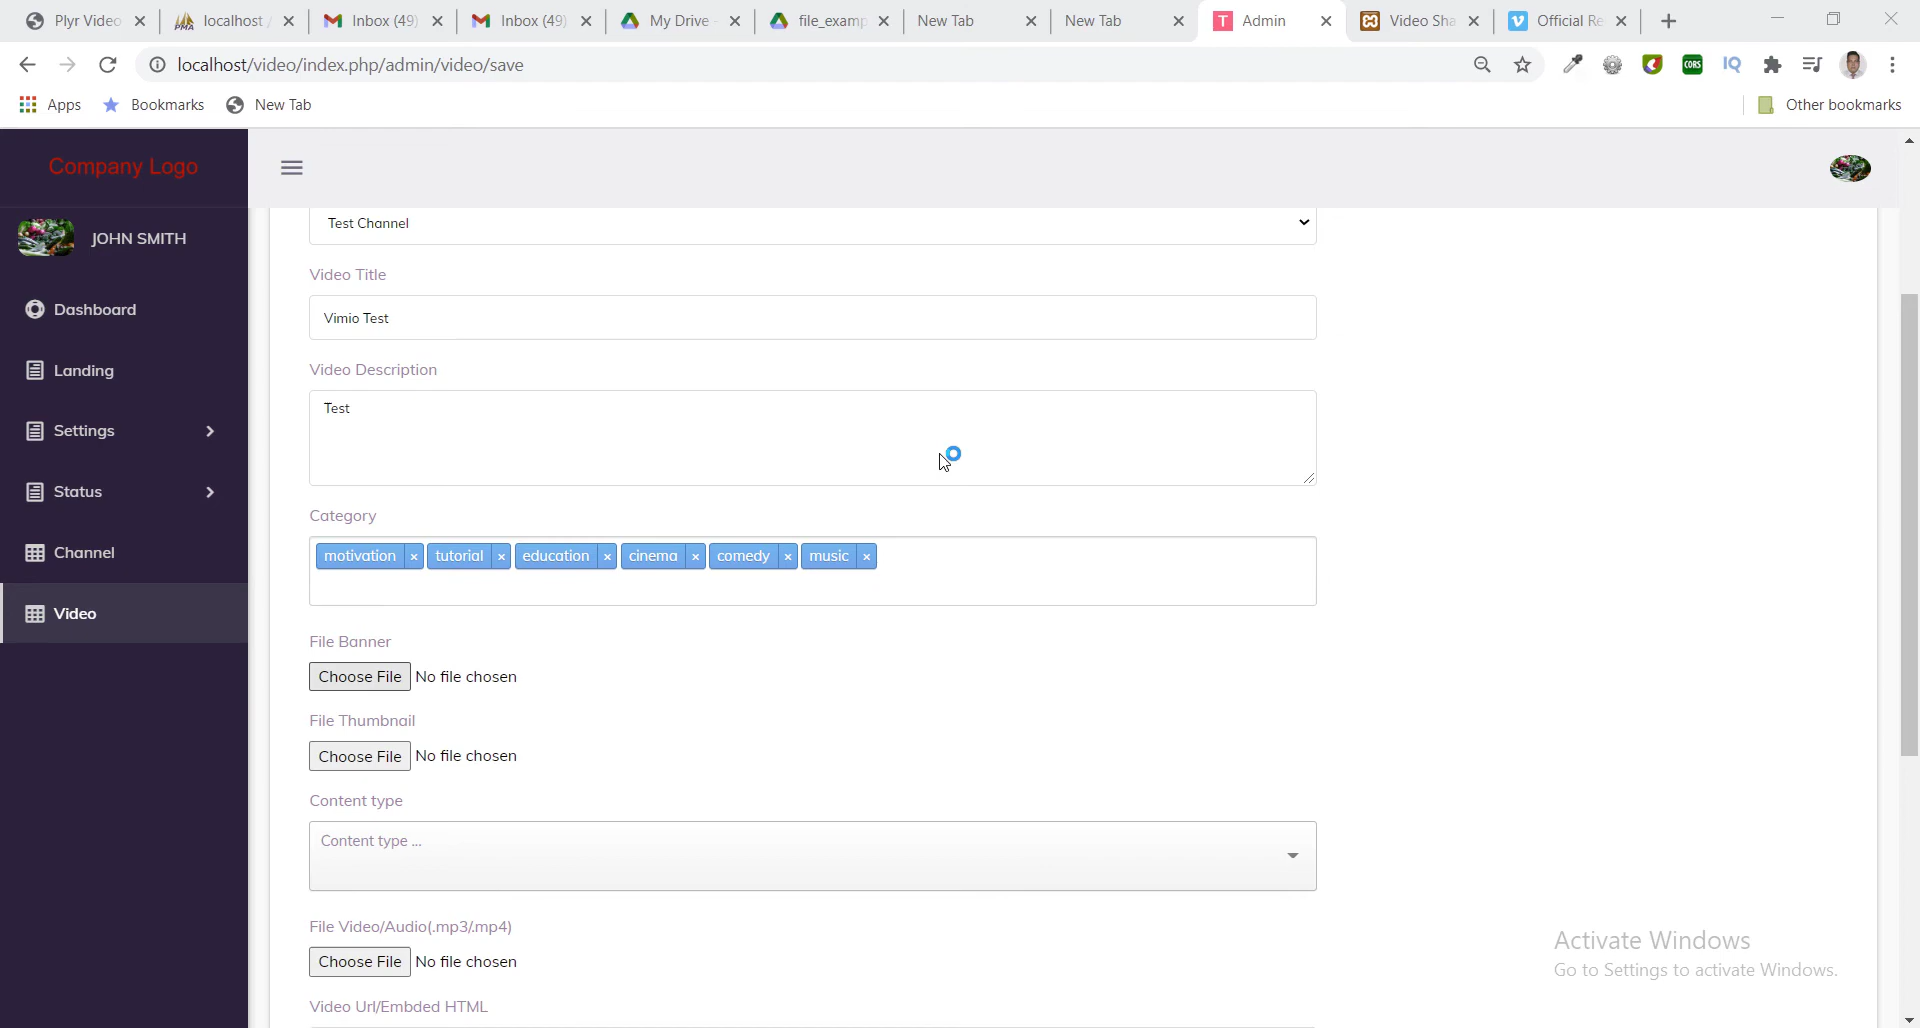 Plyr Video
localhost /
Inbox (49)
Inbox (49)
My Drive -
file_examp
New Tab
New Tab
T Admin
Video Sha
Official Re
localhost/video/index.php/admin/video/save
CORS
IQ
Apps
Bookmarks
New Tab
Other bookmarks
Company Logo
JOHN SMITH
Dashboard
Landing
Settings
Status
Channel
Video
Test Channel
Video Title
Vimio Test
Video Description
Test
Category
motivation × tutorial × education × cinema × comedy × music ×
File Banner
Choose File No file chosen
File Thumbnail
Choose File No file chosen
Content type
Content type ...
File Video/Audio(.mp3/.mp4)
Choose File No file chosen
Video Url/Embded HTML
Activate Windows
Go to Settings to activate Windows.